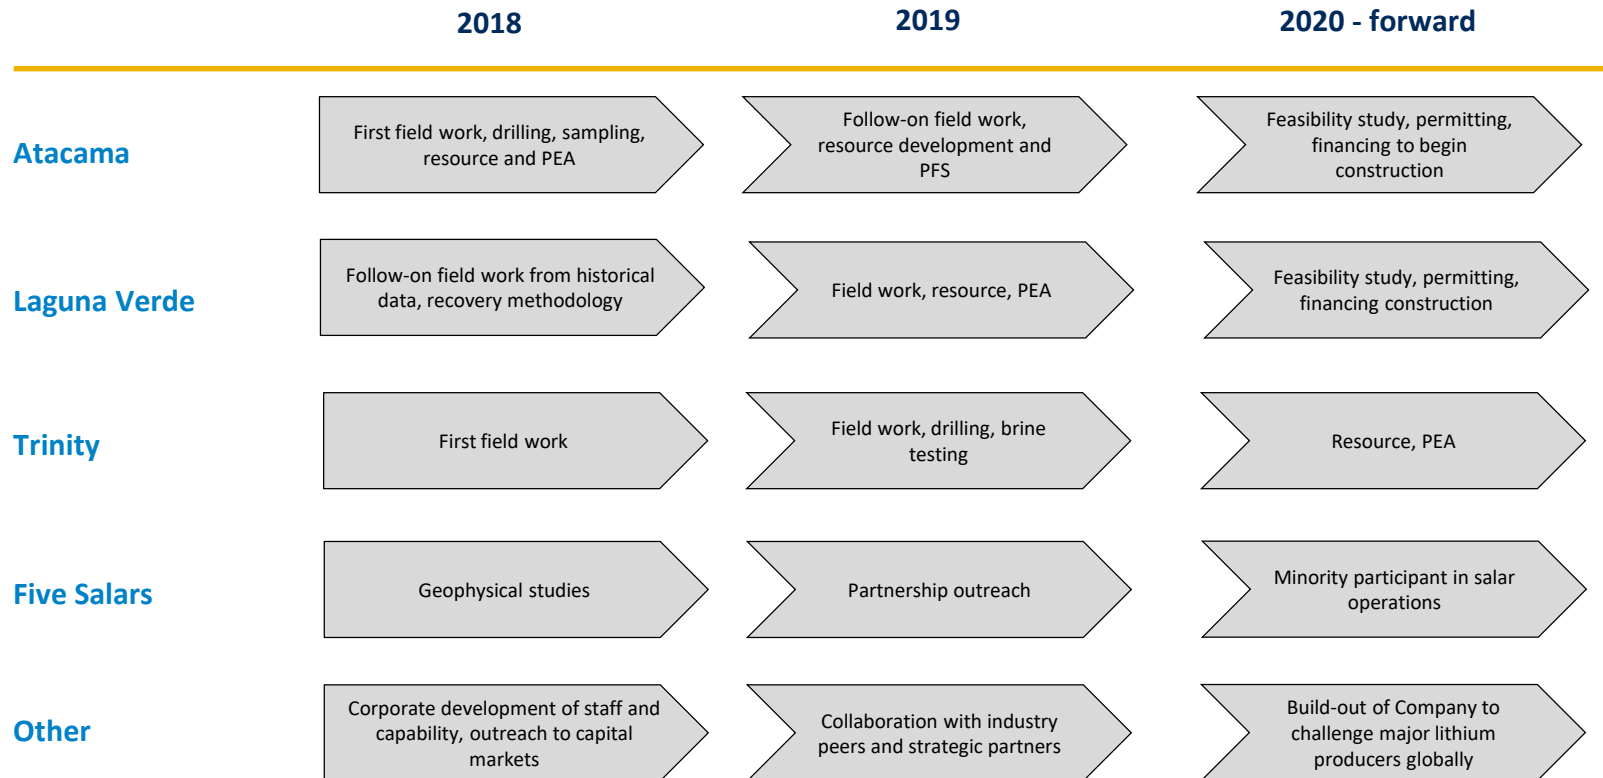 2018
2019
2020 - forward
Atacama
First field work, drilling, sampling,
resource and PEA
Follow-on field work,
resource development and
PFS
Feasibility study, permitting,
financing to begin
construction
Laguna Verde
Follow-on field work from historical
data, recovery methodology
Field work, resource, PEA
Feasibility study, permitting,
financing construction
Trinity
First field work
Field work, drilling, brine
testing
Resource, PEA
Five Salars
Geophysical studies
Partnership outreach
Minority participant in salar
operations
Other
Corporate development of staff and
capability, outreach to capital
markets
Collaboration with industry
peers and strategic partners
Build-out of Company to
challenge major lithium
producers globally